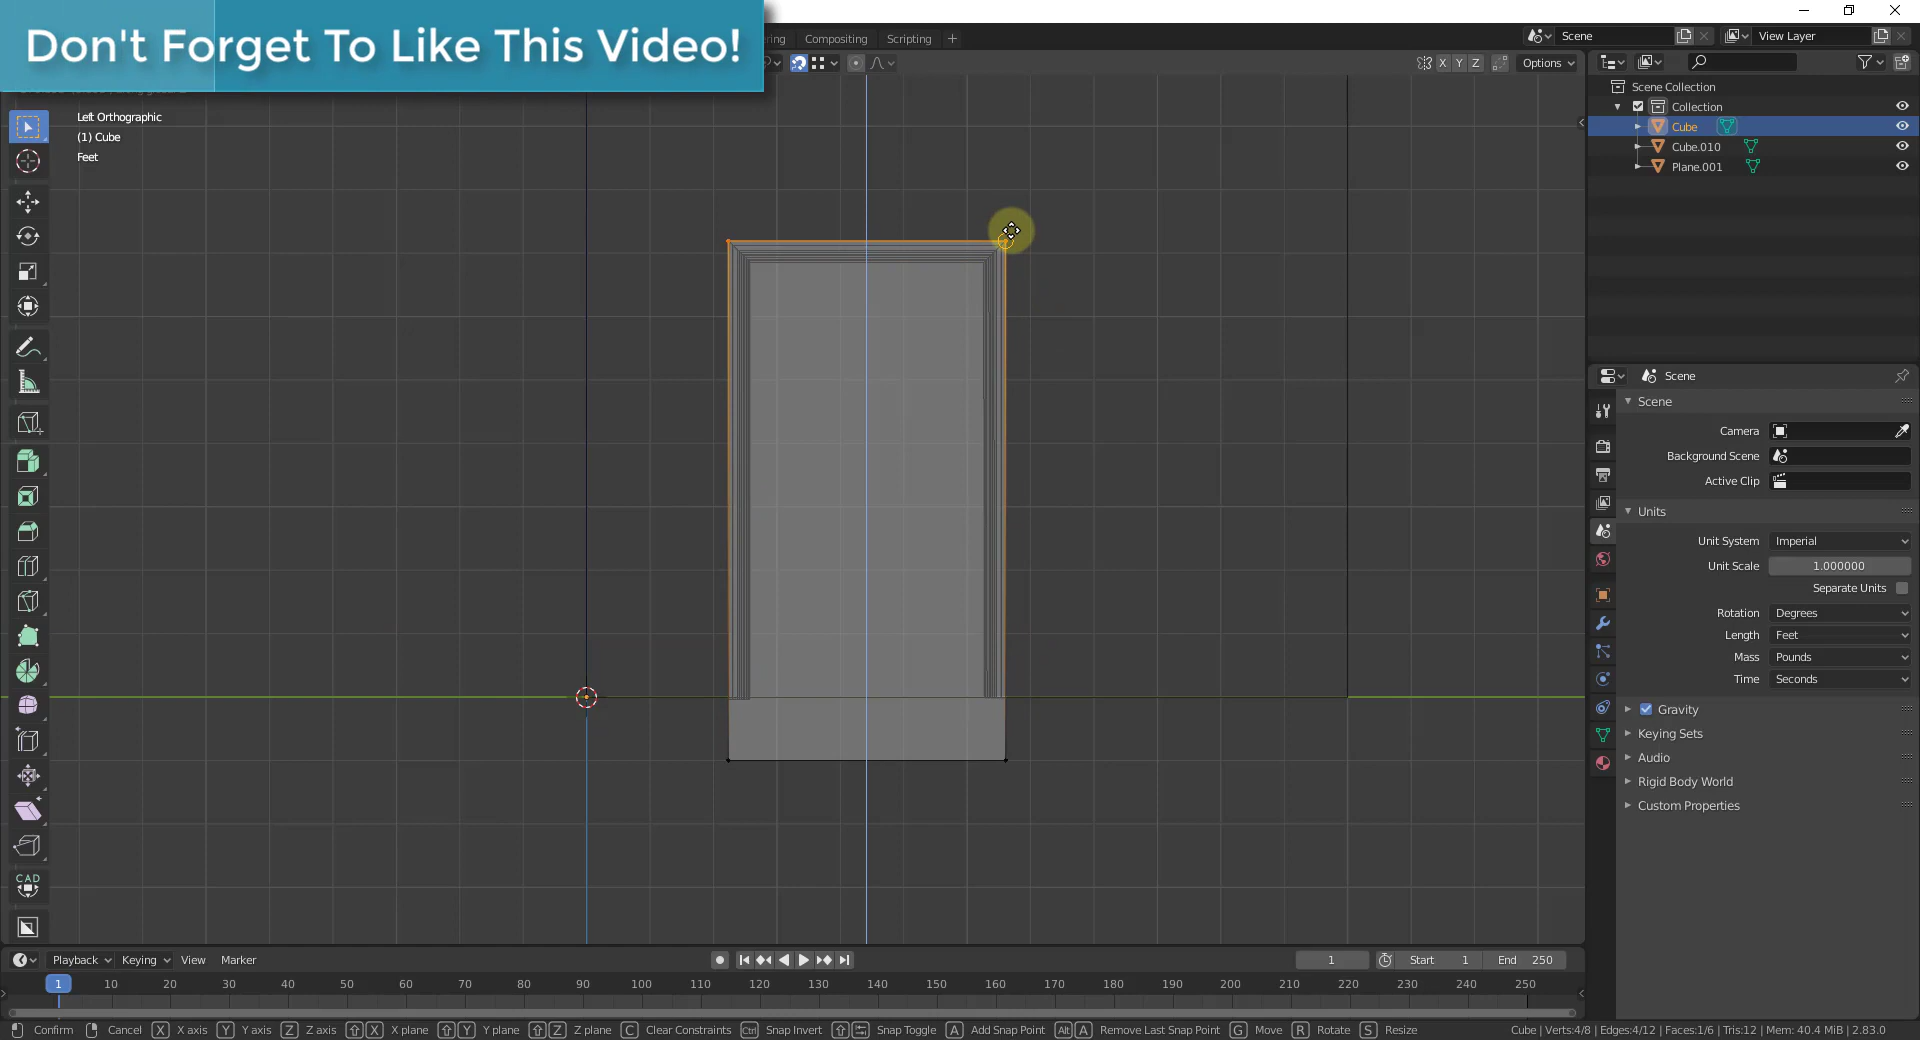 Don't Forget To Like This Video!
Compositing
Scripting
Scene
View Layer
X Y Z
Options
Left Orthographic
(1) Cube
Feet
Scene Collection
Collection
Cube
Cube.010
Plane.001
Scene
Scene
Camera
Background Scene
Active Clip
Units
Unit System Imperial
Unit Scale 1.000000
Separate Units
Rotation Degrees
Length Feet
Mass Pounds
Time Seconds
Gravity
Keying Sets
Audio
Rigid Body World
Custom Properties
CAD
Playback Keying View Marker
1 Start 1 End 250
1 10 20 30 40 50 60 70 80 90 100 110 120 130 140 150 160 170 180 190 200 210 220 230 240 250
Confirm Cancel X X axis Y Y axis Z Z axis X X plane Y Y plane Z Z plane C Clear Constraints Ctrl Snap Invert Snap Toggle A Add Snap Point Alt A Remove Last Snap Point G Move R Rotate S Resize Cube | Verts:4/8 | Edges:4/12 | Faces:1/6 | Tris:12 | Mem: 40.4 MiB | 2.83.0